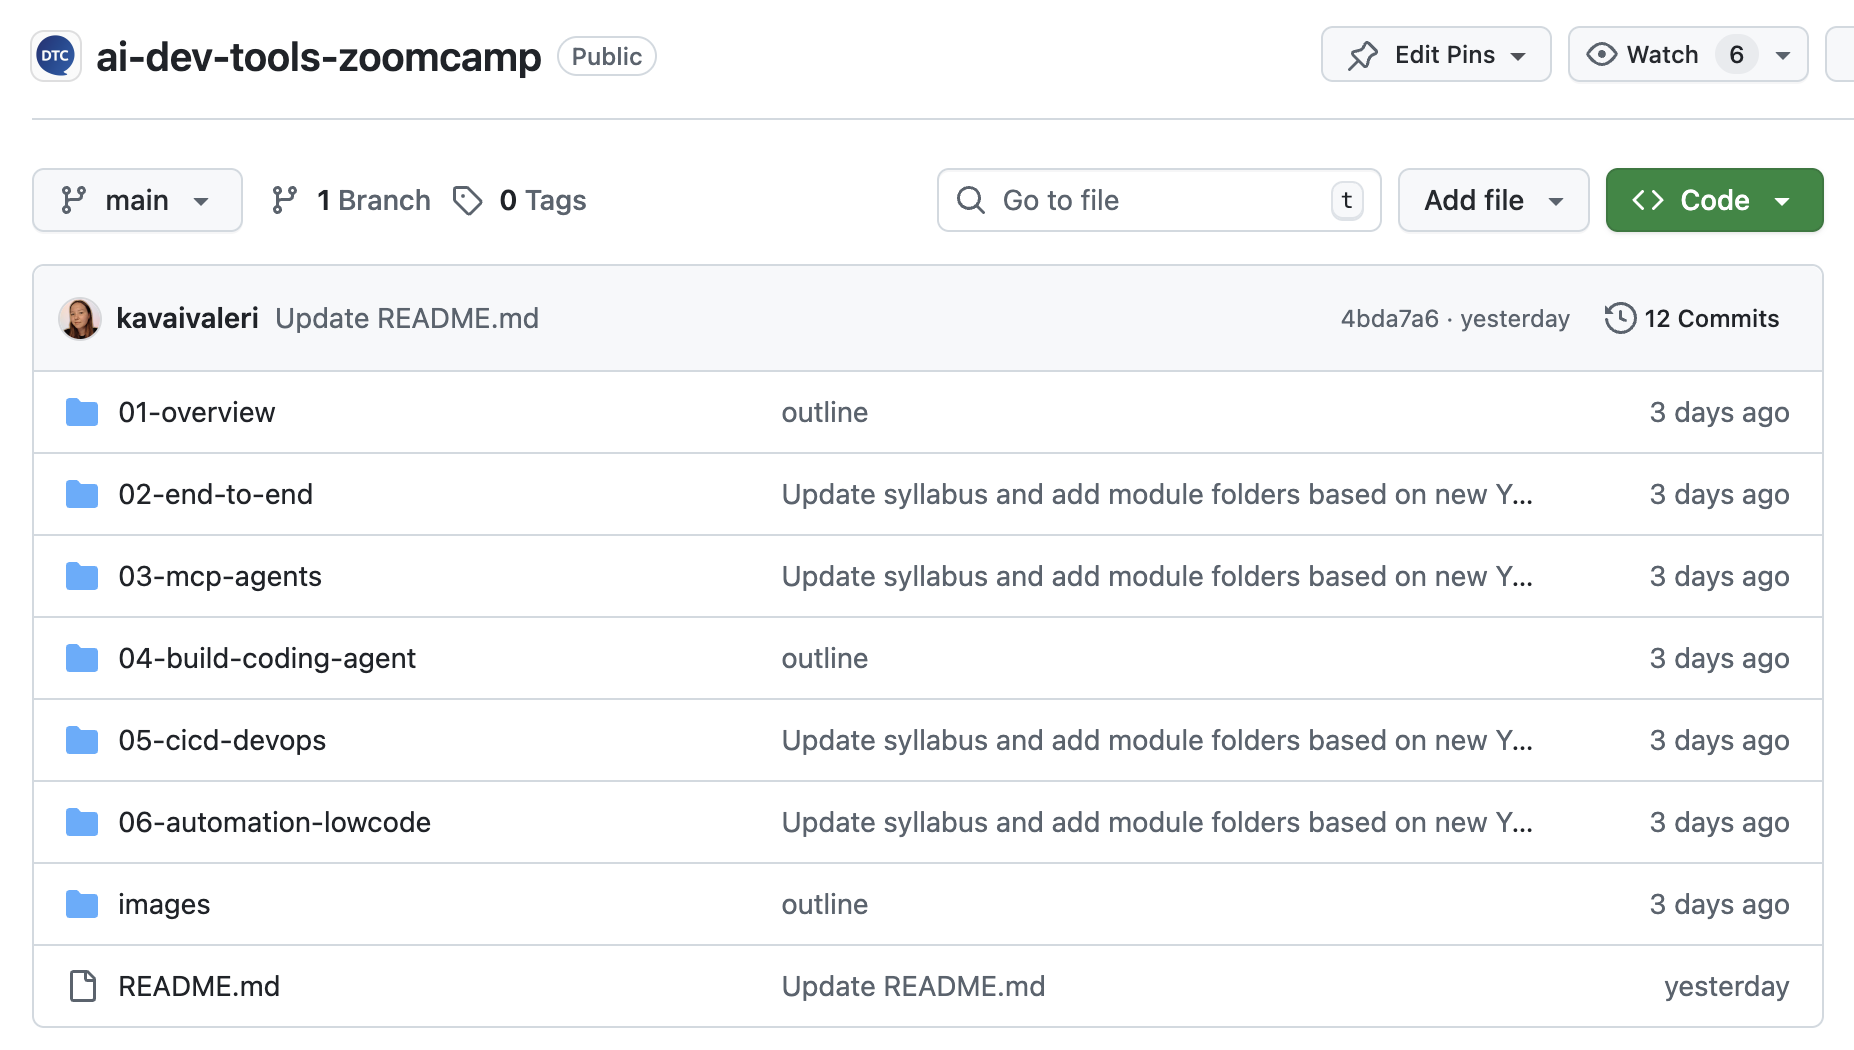 DTC ai-dev-tools-zoomcamp Public Edit Pins Watch 6
main 1 Branch 0 Tags Go to file t Add file Code
kavaivaleri Update README.md 4bda7a6 · yesterday 12 Commits
01-overview outline 3 days ago
02-end-to-end Update syllabus and add module folders based on new Y... 3 days ago
03-mcp-agents Update syllabus and add module folders based on new Y... 3 days ago
04-build-coding-agent outline 3 days ago
05-cicd-devops Update syllabus and add module folders based on new Y... 3 days ago
06-automation-lowcode Update syllabus and add module folders based on new Y... 3 days ago
images outline 3 days ago
README.md Update README.md yesterday